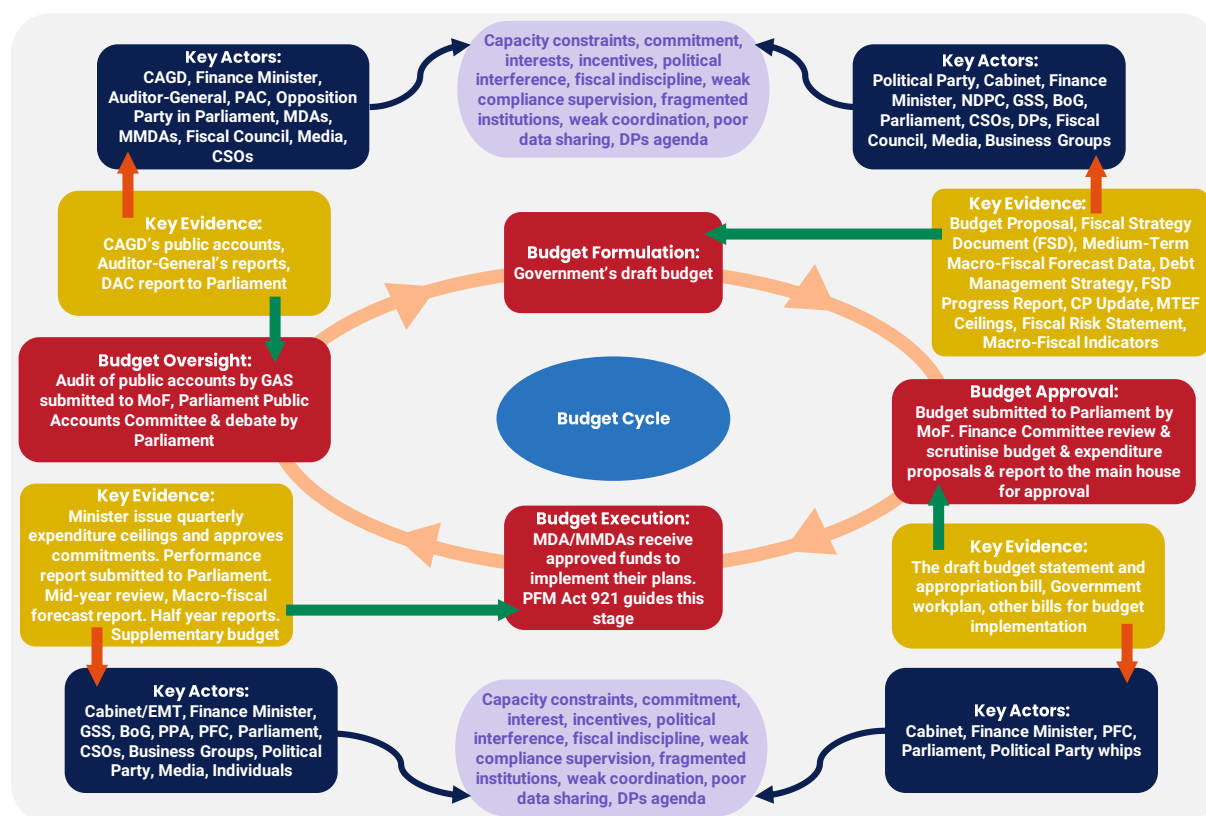 Key Actors:
CAGD, Finance Minister,
Auditor-General, PAC, Opposition
Party in Parliament, MDAs,
MMDAs, Fiscal Council, Media,
CSOs
Capacity constraints, commitment,
interests, incentives, political
interference, fiscal indiscipline, weak
compliance supervision, fragmented
institutions, weak coordination, poor
data sharing, DPs agenda
Key Actors:
Political Party, Cabinet, Finance
Minister, NDPC, GSS, BoG,
Parliament, CSOs, DPs, Fiscal
Council, Media, Business Groups
Key Evidence:
CAGD's public accounts,
Auditor-General's reports,
DAC report to Parliament
Budget Formulation:
Government's draft budget
Key Evidence:
Budget Proposal, Fiscal Strategy
Document (FSD), Medium-Term
Macro-Fiscal Forecast Data, Debt
Management Strategy, FSD
Progress Report, CP Update, MTEF
Ceilings, Fiscal Risk Statement,
Macro-Fiscal Indicators
Budget Oversight:
Audit of public accounts by GAS
submitted to MoF, Parliament Public
Accounts Committee & debate by
Parliament
Budget Cycle
Budget Approval:
Budget submitted to Parliament by
MoF. Finance Committee review &
scrutinise budget & expenditure
proposals & report to the main house
for approval
Key Evidence:
Minister issue quarterly
expenditure ceilings and approves
commitments. Performance
report submitted to Parliament.
Mid-year review, Macro-fiscal
forecast report. Half year reports.
Supplementary budget
Budget Execution:
MDA/MMDAs receive
approved funds to
implement their plans.
PFM Act 921 guides this
stage
Key Evidence:
The draft budget statement and
appropriation bill, Government
workplan, other bills for budget
implementation
Key Actors:
Cabinet/EMT, Finance Minister,
GSS, BoG, PPA, PFC, Parliament,
CSOs, Business Groups, Political
Party, Media, Individuals
Capacity constraints, commitment,
interest, incentives, political
interference, fiscal indiscipline, weak
compliance supervision, fragmented
institutions, weak coordination, poor
data sharing, DPs agenda
Key Actors:
Cabinet, Finance Minister, PFC,
Parliament, Political Party whips